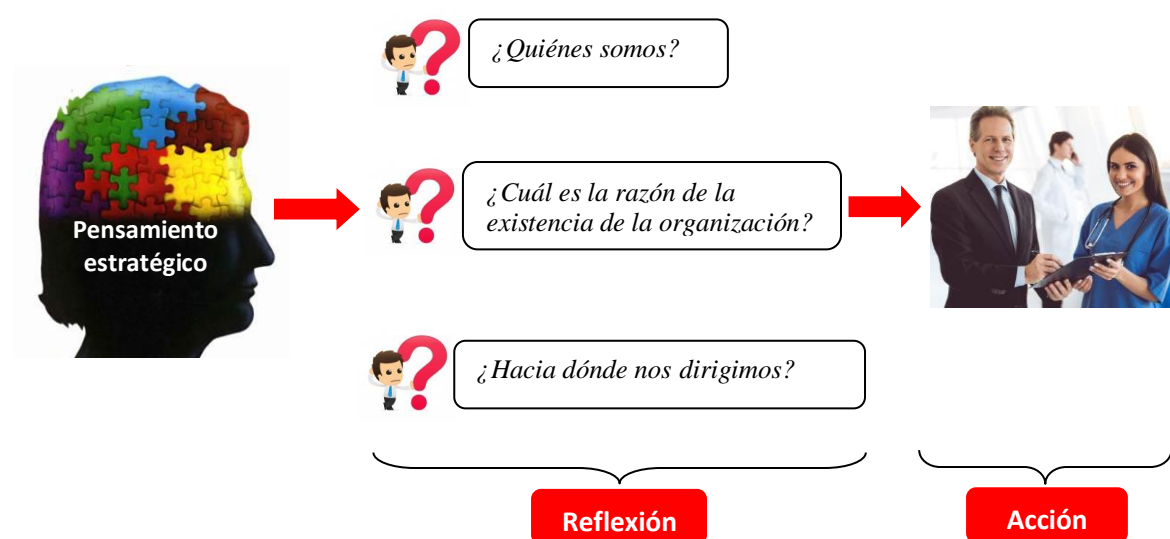 ¿Quiénes somos?
Pensamiento
estratégico
¿Cuál es la razón de la
existencia de la organización?
¿Hacia dónde nos dirigimos?
Reflexión
Acción